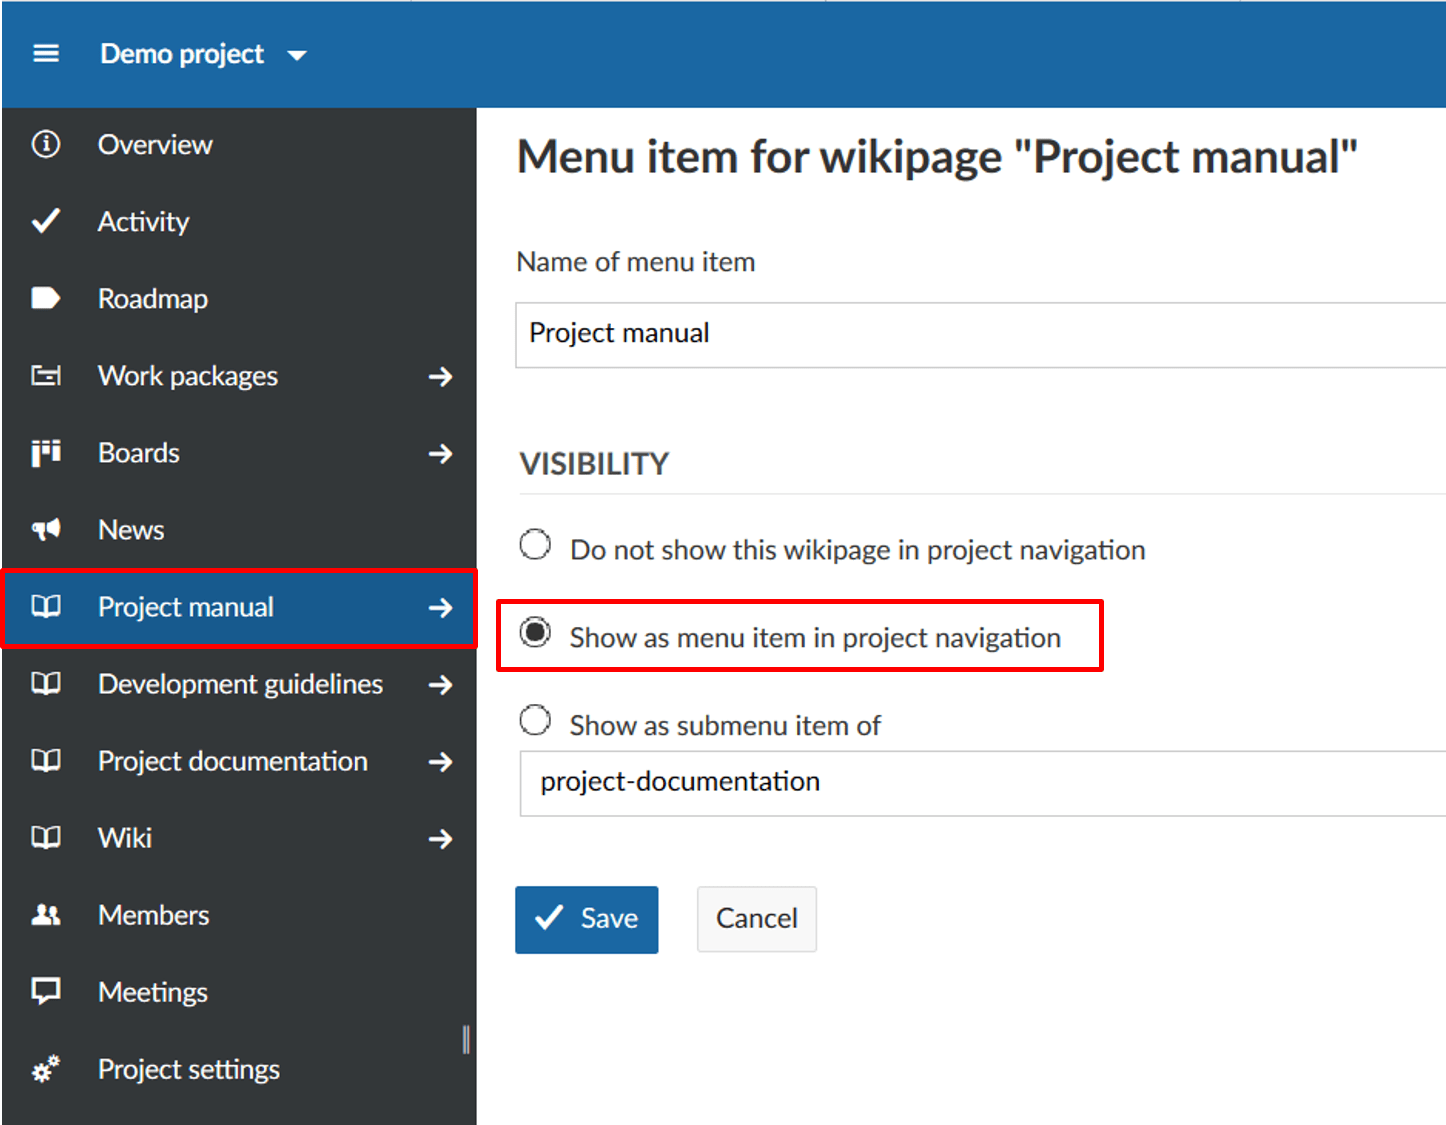 Demo project
Overview
Activity
Roadmap
Work packages
Boards
News
Project manual
Development guidelines
Project documentation
Wiki
Members
Meetings
Project settings
Menu item for wikipage "Project manual"
Name of menu item
Project manual
VISIBILITY
Do not show this wikipage in project navigation
Show as menu item in project navigation
Show as submenu item of
project-documentation
Save
Cancel